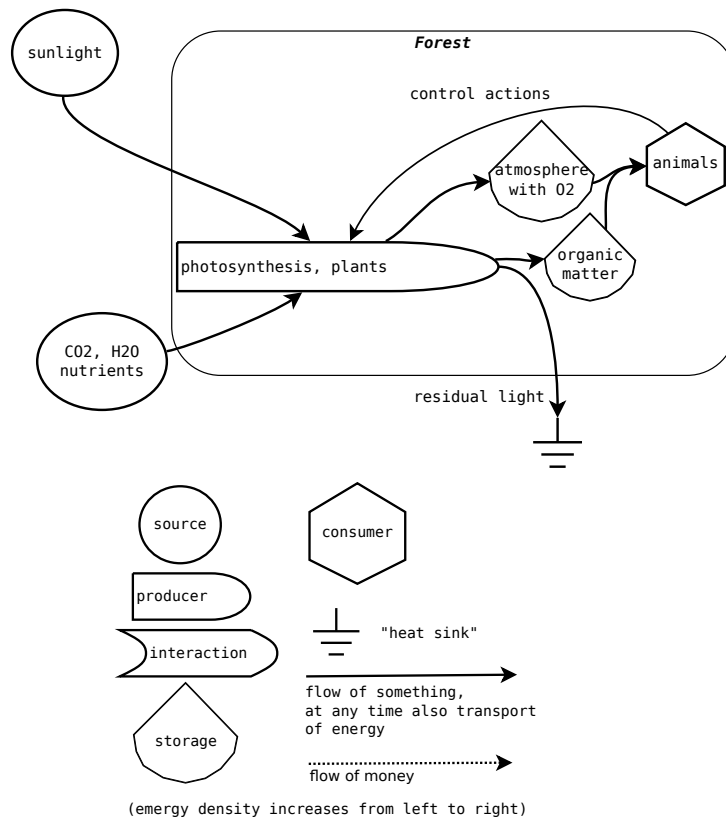 sunlight
Forest
control actions
atmosphere
with O2
animals
photosynthesis, plants
organic
matter
CO2, H2O
nutrients
residual light
source
consumer
producer
interaction
"heat sink"
flow of something,
at any time also transport
of energy
storage
flow of money
(emergy density increases from left to right)